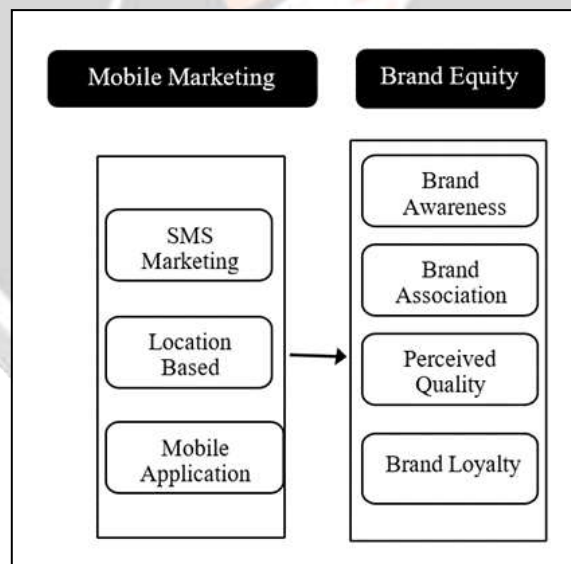 Mobile Marketing
Brand Equity
SMS
Marketing
Location
Based
Mobile
Application
Brand
Awareness
Brand
Association
Perceived
Quality
Brand Loyalty